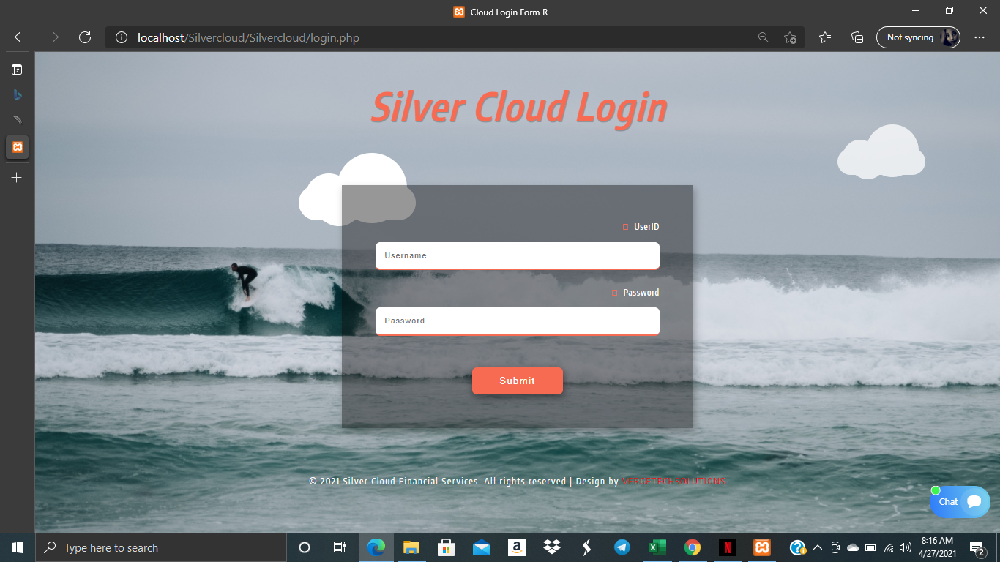 Cloud Login Form R
localhost/Silvercloud/Silvercloud/login.php
Not syncing
Silver Cloud Login
UserID
Username
Password
Password
Submit
© 2021 Silver Cloud Financial Services. All rights reserved | Design by VERGETECHSOLUTIONS
Chat
Type here to search
8:16 AM
4/27/2021
2